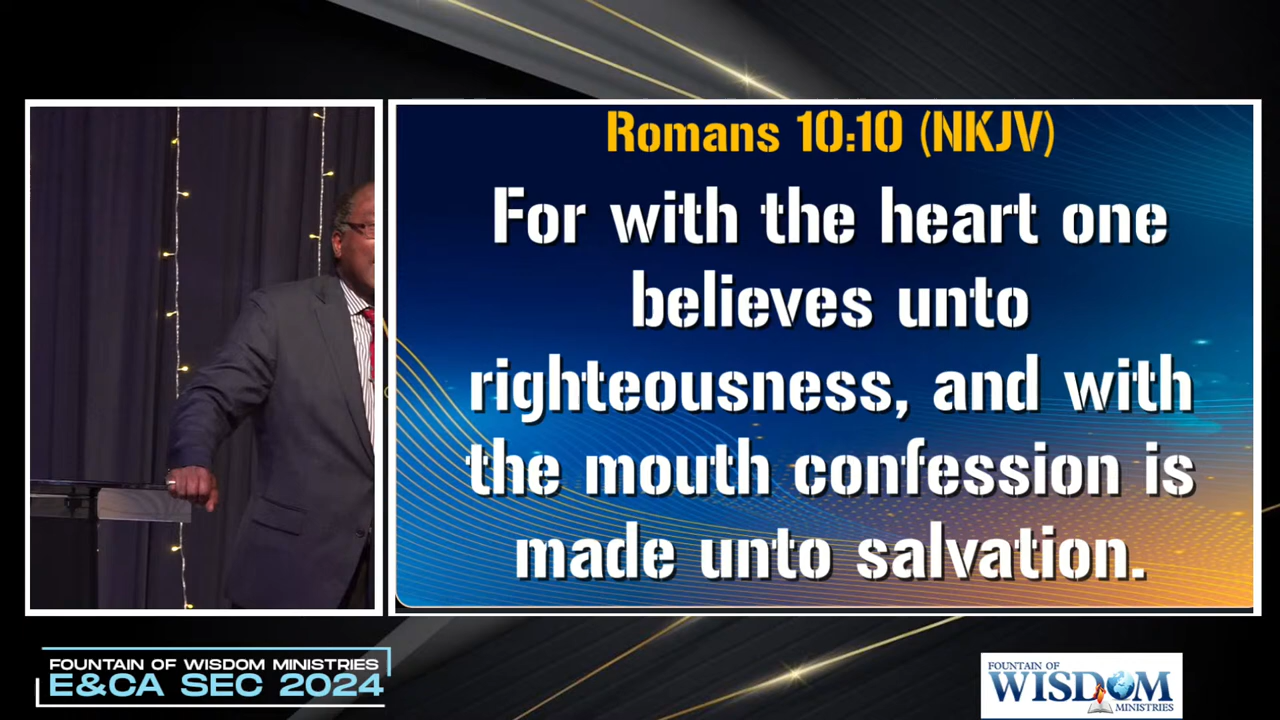 Romans 10:10 (NKJV)
For with the heart one
believes unto
righteousness, and with
the mouth confession is
made unto salvation.
FOUNTAIN OF WISDOM MINISTRIES
E&CA SEC 2024
FOUNTAIN OF
WISDOM
MINISTRIES